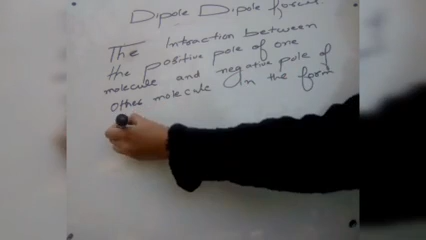 Dipole Dipole forces
The Intraction between
the positive pole of one
molecule and negative pole of
other molecule in the form